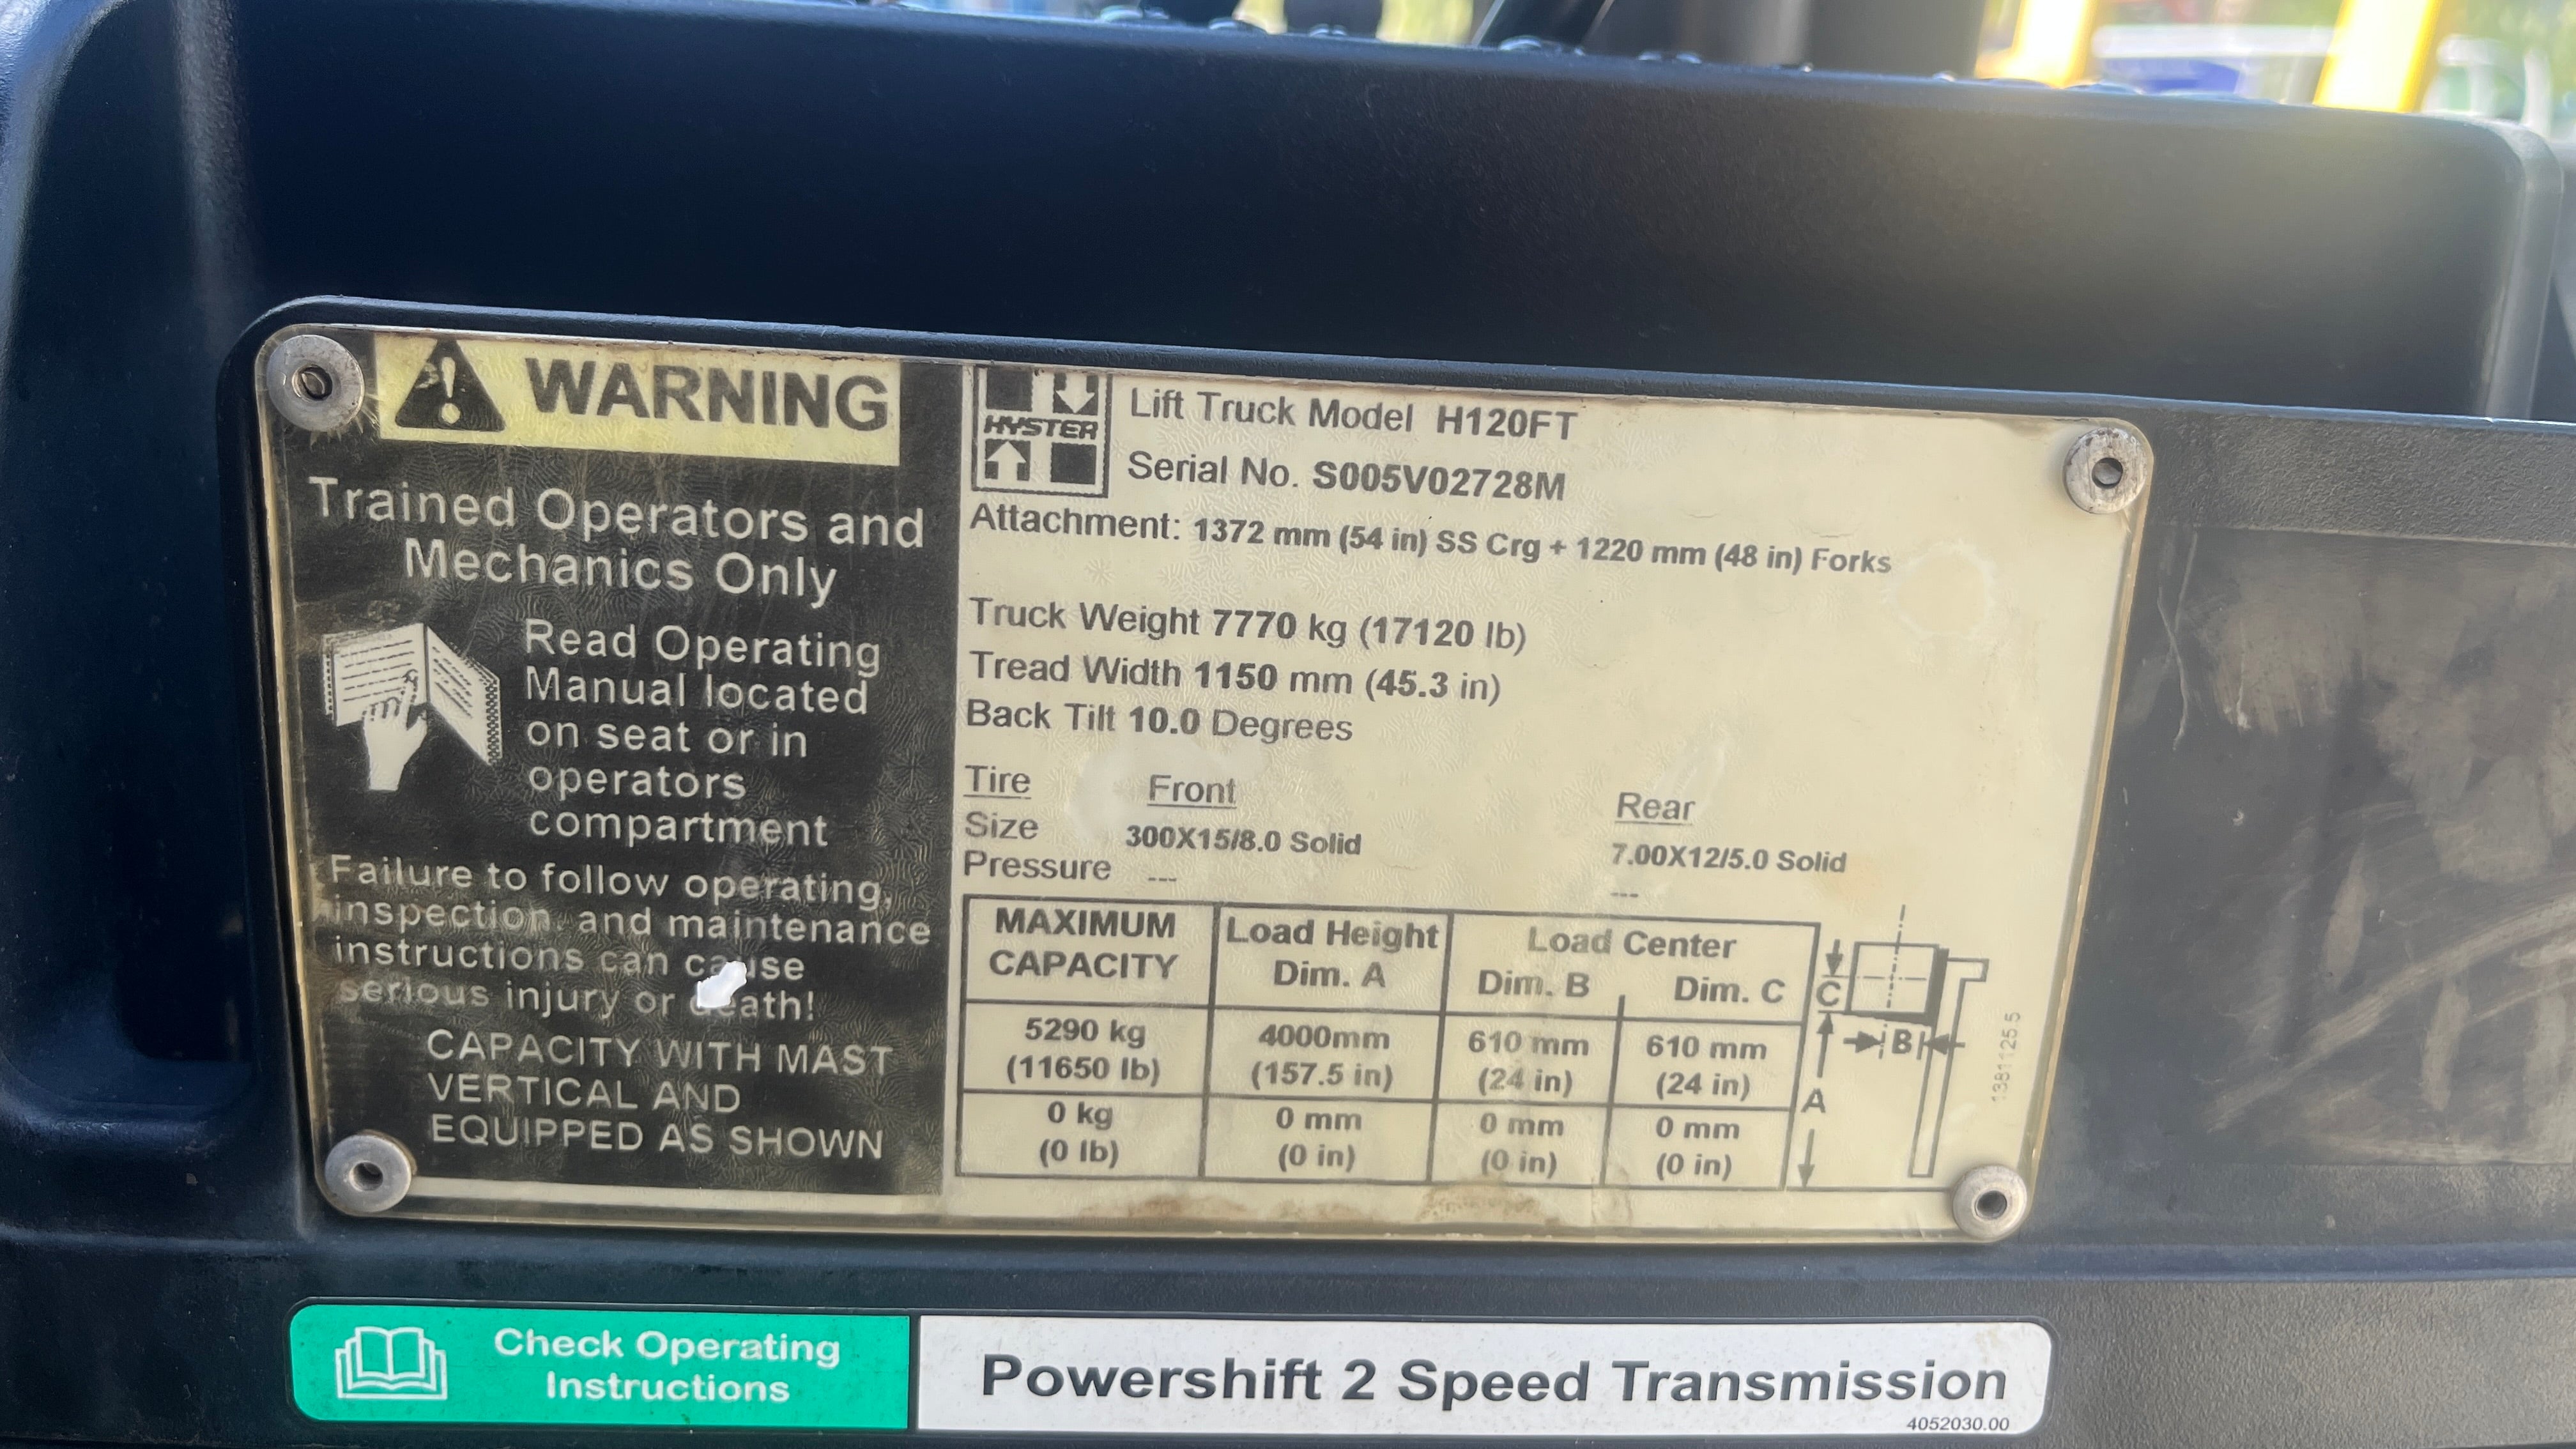 WARNING
Trained Operators and
Mechanics Only
Read Operating
Manual located
on seat or in
operators
compartment
Failure to follow operating,
inspection and maintenance
instructions can cause
serious injury or death!
CAPACITY WITH MAST
VERTICAL AND
EQUIPPED AS SHOWN
HYSTER
Lift Truck Model H120FT
Serial No. S005V02728M
Attachment: 1372 mm (54 in) SS Crg + 1220 mm (48 in) Forks
Truck Weight 7770 kg (17120 lb)
Tread Width 1150 mm (45.3 in)
Back Tilt 10.0 Degrees
Tire Front Rear
Size 300X15/8.0 Solid 7.00X12/5.0 Solid
Pressure --- ---
MAXIMUM CAPACITY Load Height Dim. A Load Center Dim. B Dim. C
5290 kg 4000mm 610 mm 610 mm
(11650 lb) (157.5 in) (24 in) (24 in)
0 kg 0 mm 0 mm 0 mm
(0 lb) (0 in) (0 in) (0 in)
C
B
A
1381125.5
Check Operating
Instructions
Powershift 2 Speed Transmission
4052030.00